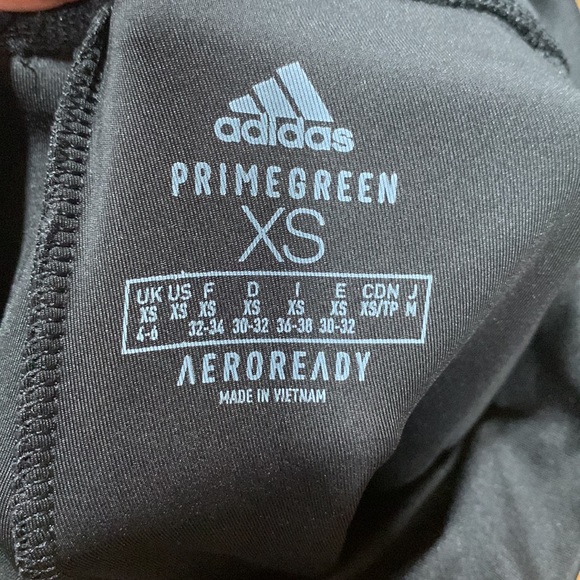 adidas
PRIMEGREEN
XS
UK US F D I E CDN J
XS XS XS XS XS XS XS/TP M
4-6 32-34 30-32 36-38 30-32
AEROREADY
MADE IN VIETNAM